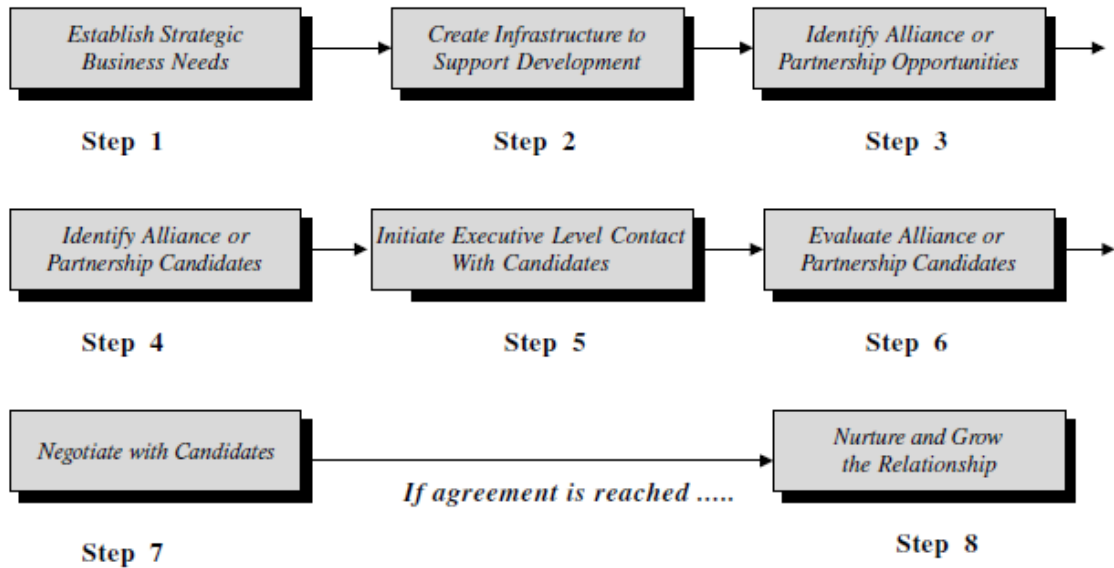 Establish Strategic
Business Needs
Create Infrastructure to
Support Development
Identify Alliance or
Partnership Opportunities
Step 1
Step 2
Step 3
Identify Alliance or
Partnership Candidates
Initiate Executive Level Contact
With Candidates
Evaluate Alliance or
Partnership Candidates
Step 4
Step 5
Step 6
Negotiate with Candidates
If agreement is reached .....
Nurture and Grow
the Relationship
Step 7
Step 8